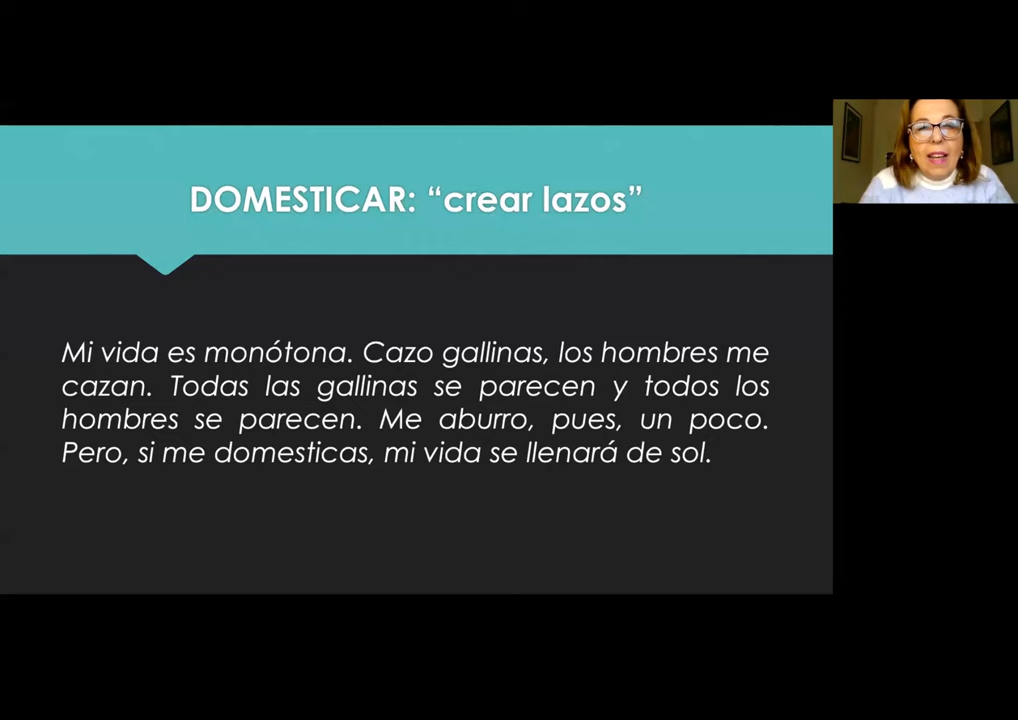 DOMESTICAR: “crear lazos”
Mi vida es monótona. Cazo gallinas, los hombres me
cazan. Todas las gallinas se parecen y todos los
hombres se parecen. Me aburro, pues, un poco.
Pero, si me domesticas, mi vida se llenará de sol.